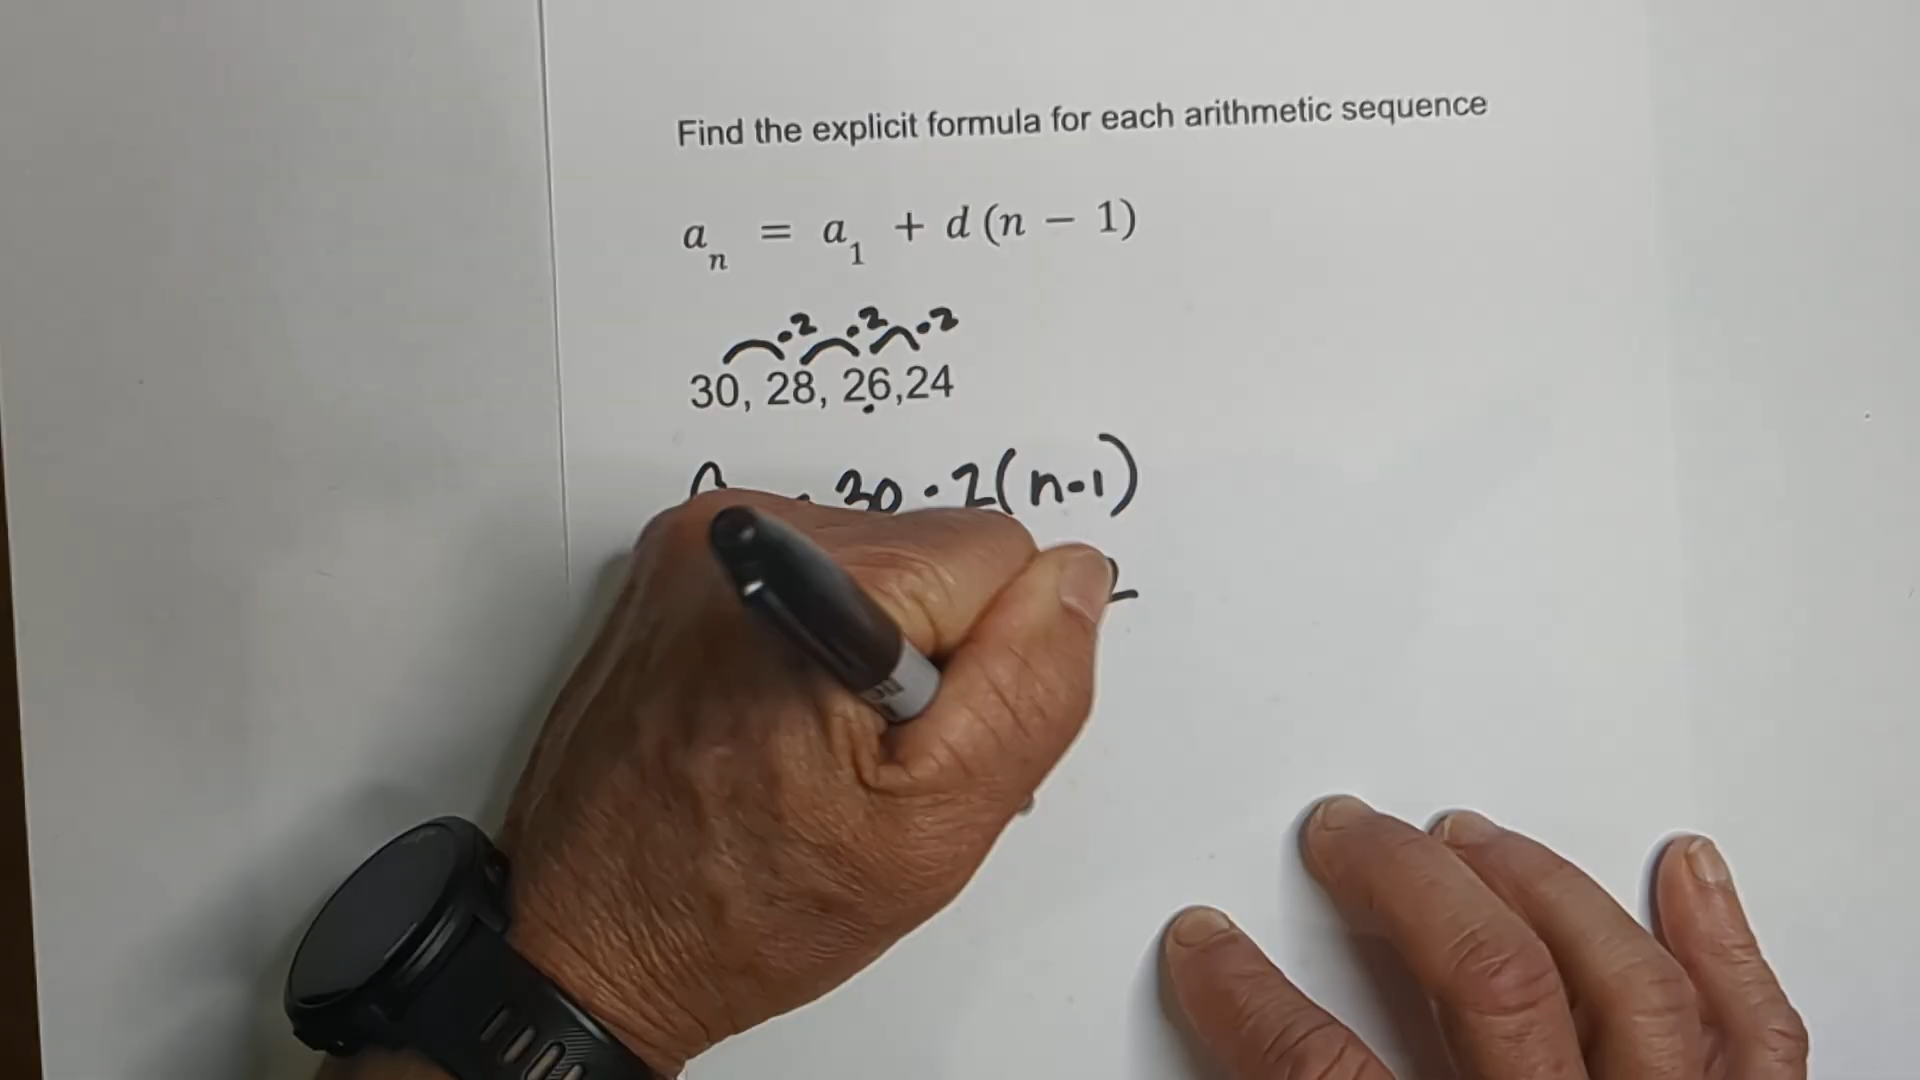 Find the explicit formula for each arithmetic sequence
aₙ = a₁ + d (n − 1)
-2 -2 -2
30, 28, 26,24
30 - 2(n-1)
2